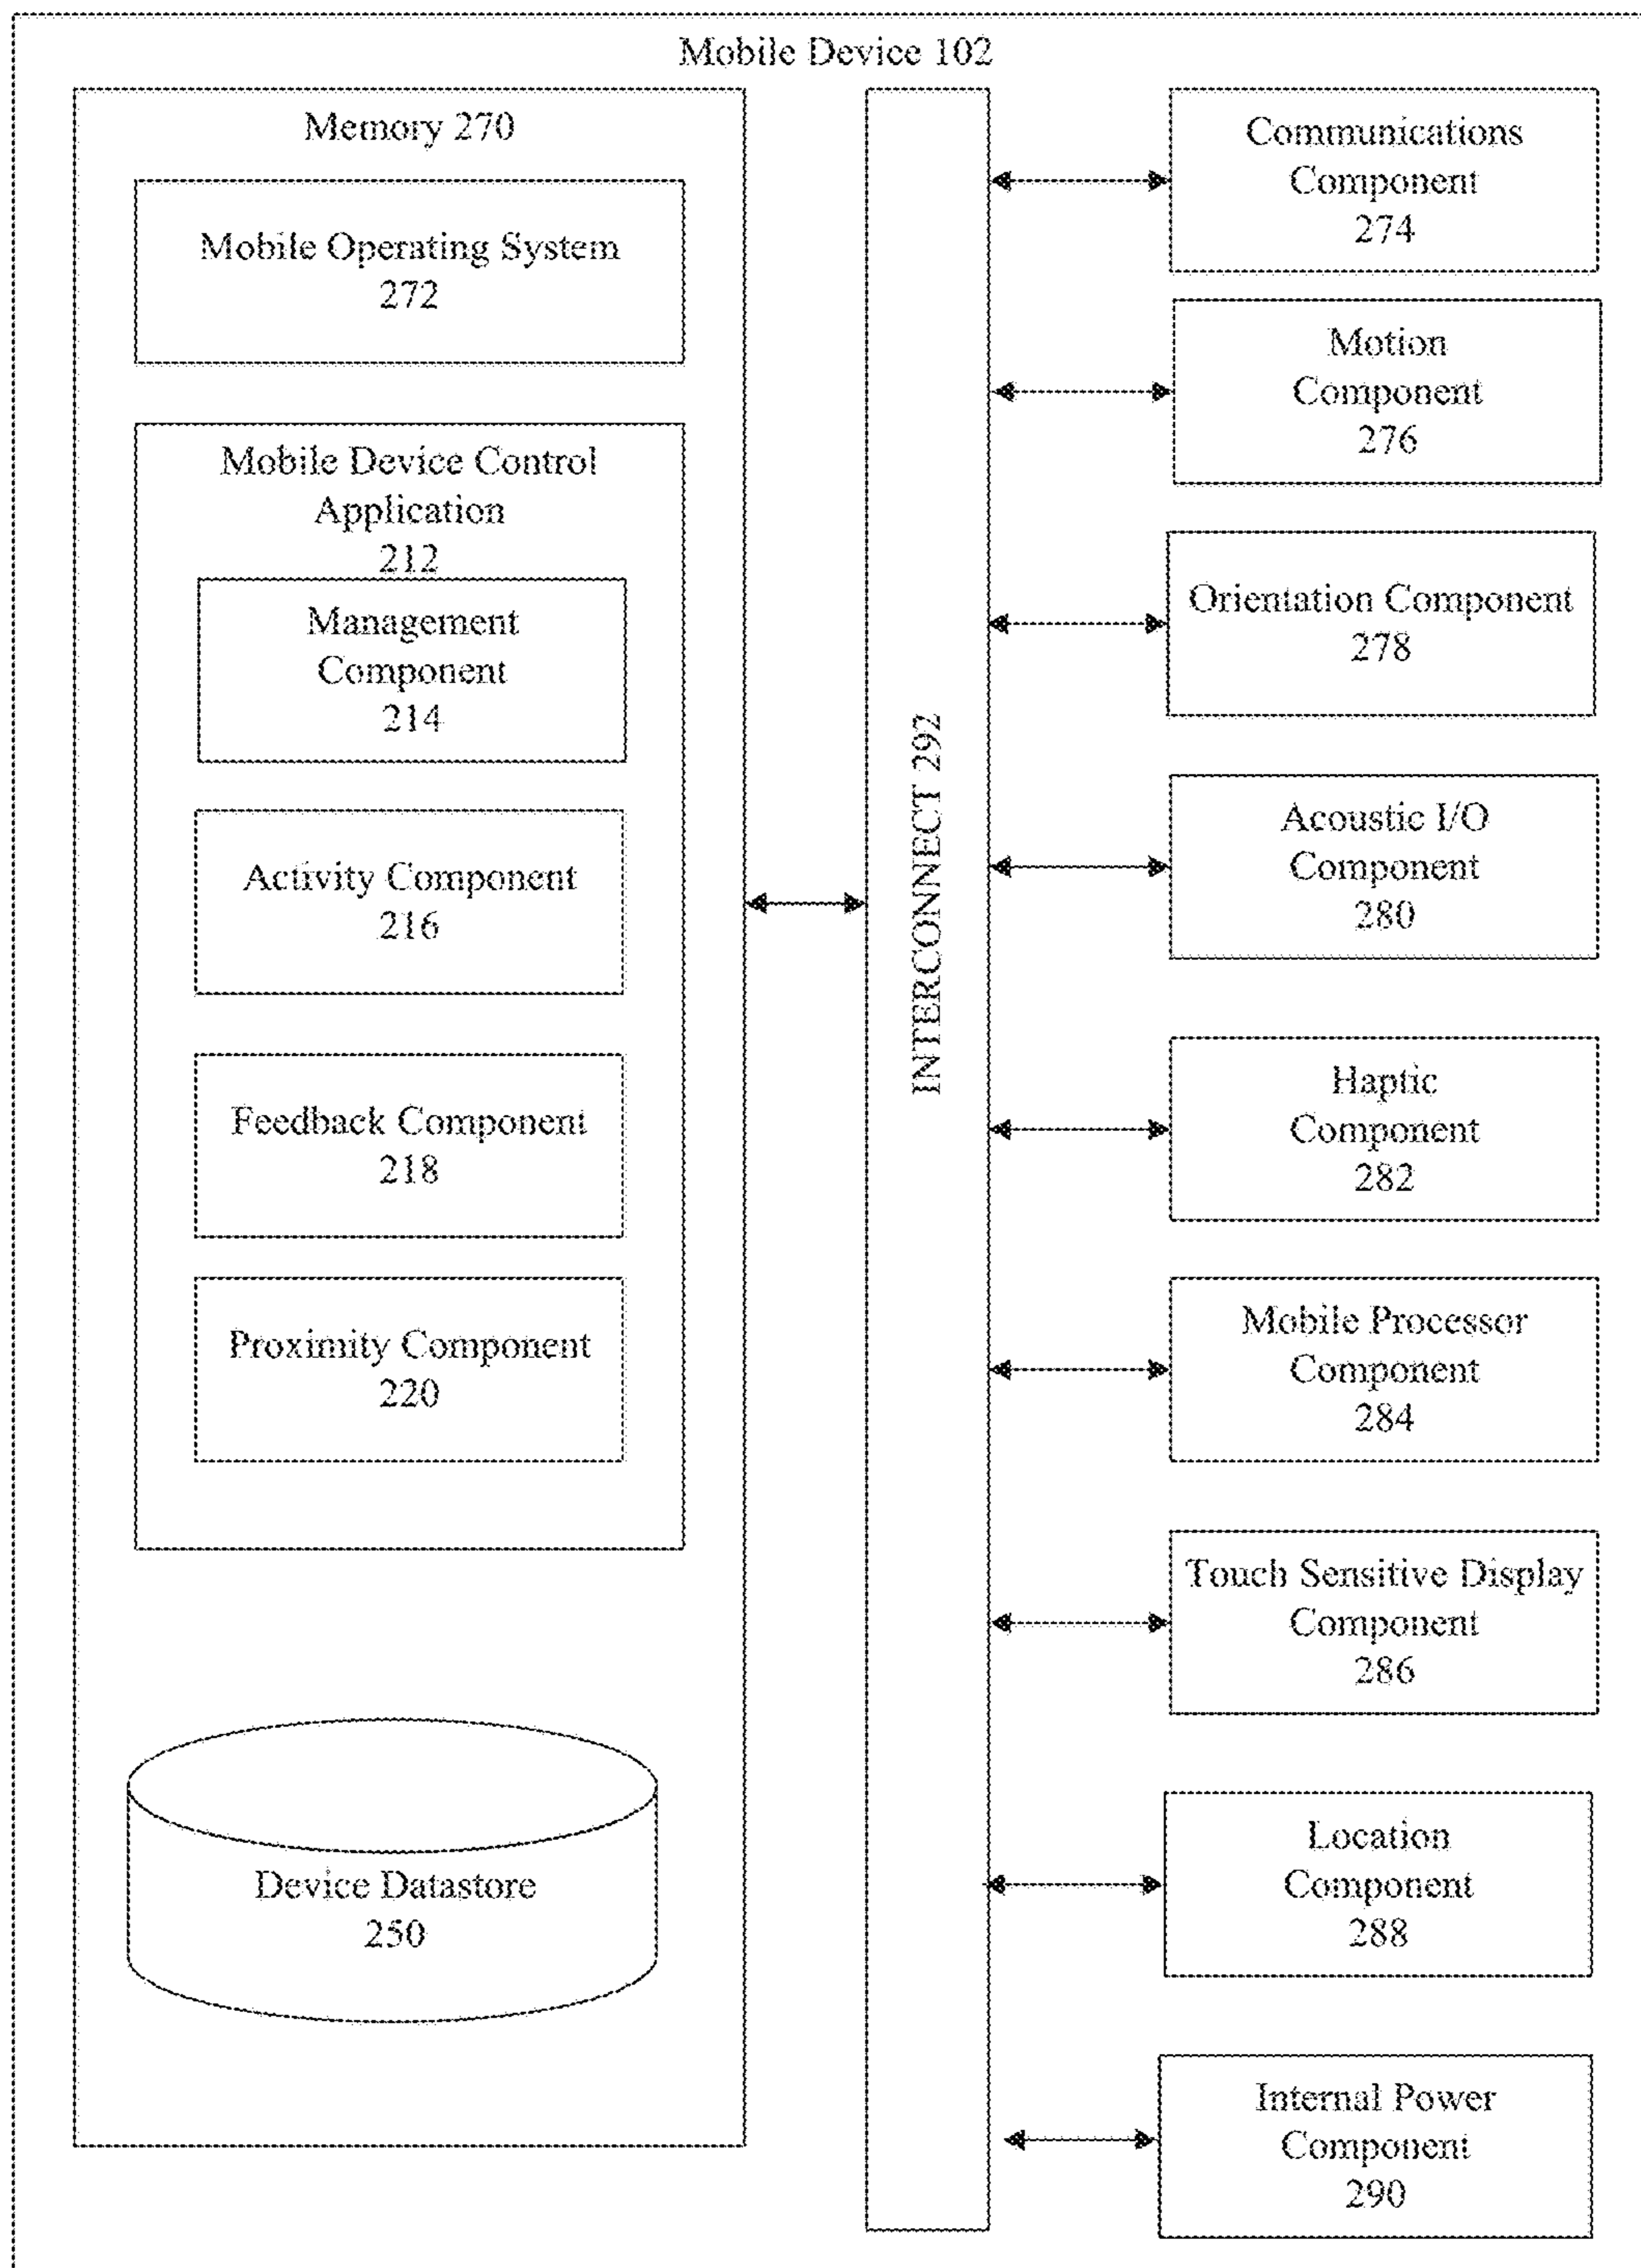 Mobile Device 102
Memory 270
Mobile Operating System
272
Mobile Device Control
Application
212
Management
Component
214
Activity Component
216
Feedback Component
218
Proximity Component
220
Device Datastore
250
INTERCONNECT 292
Communications
Component
274
Motion
Component
276
Orientation Component
278
Acoustic I/O
Component
280
Haptic
Component
282
Mobile Processor
Component
284
Touch Sensitive Display
Component
286
Location
Component
288
Internal Power
Component
290